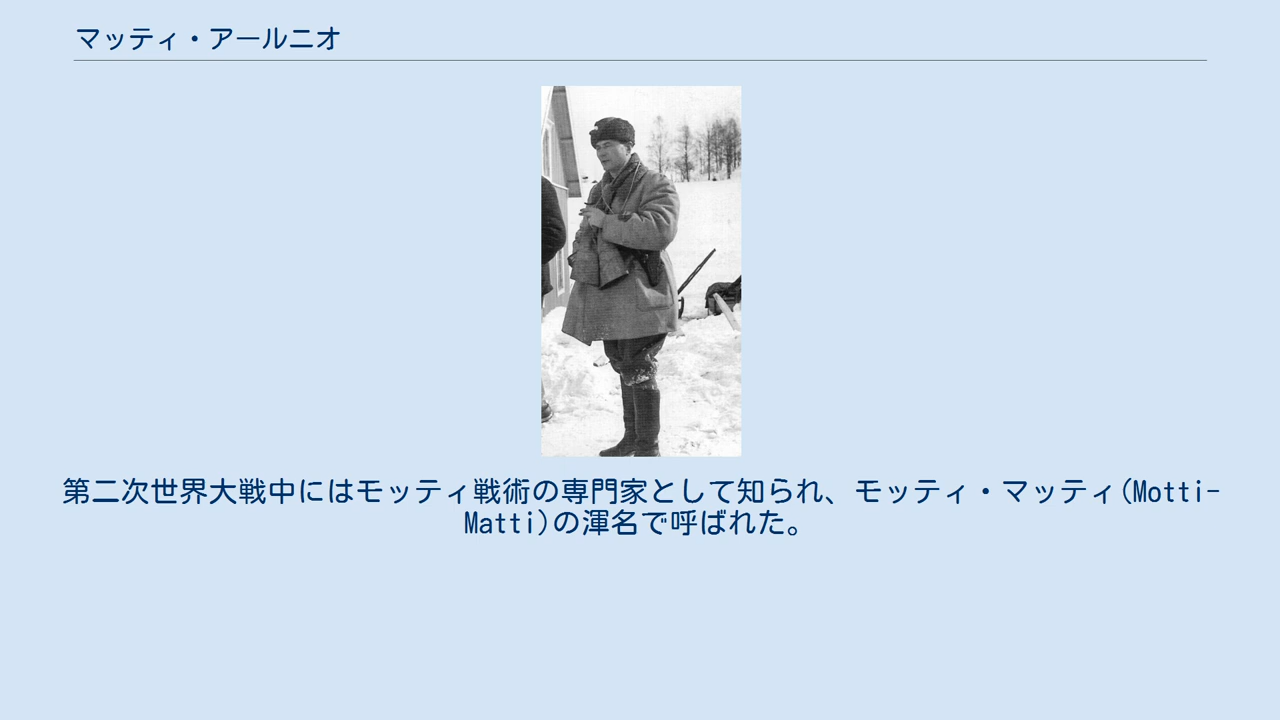 マッティ・アールニオ
第二次世界大戦中にはモッティ戦術の専門家として知られ、モッティ・マッティ(Motti-
Matti)の渾名で呼ばれた。